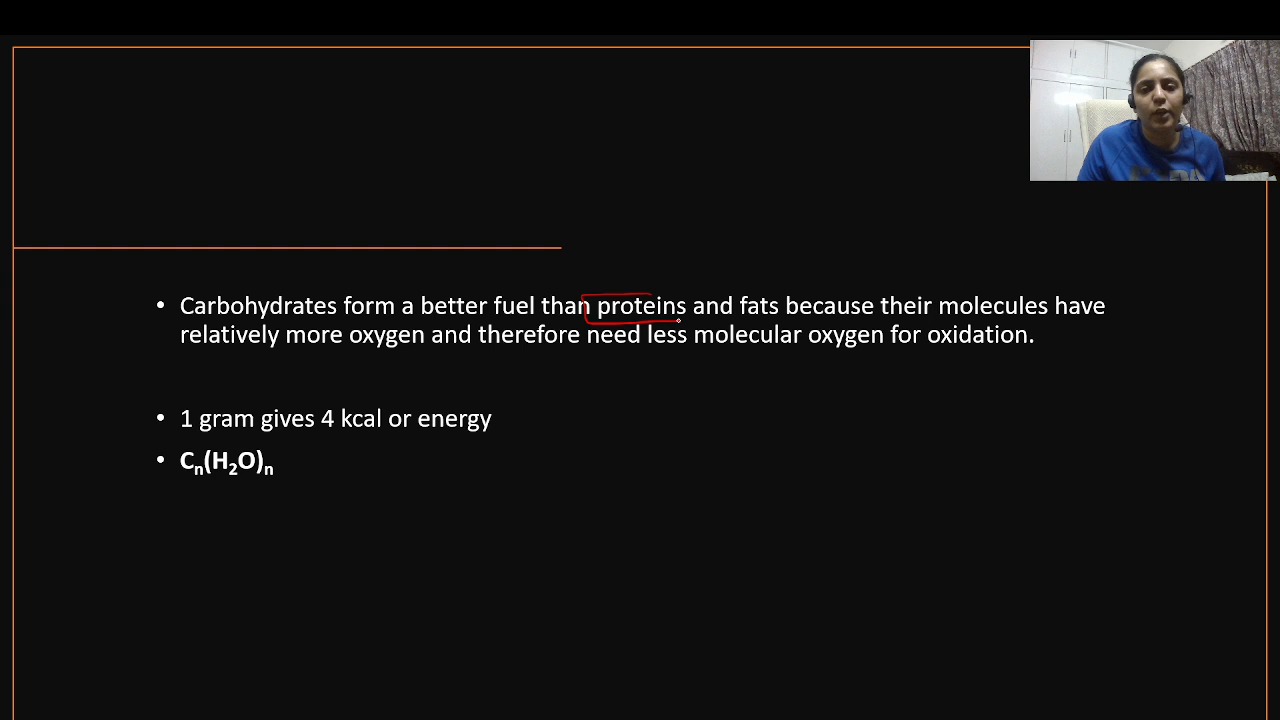 • Carbohydrates form a better fuel than proteins and fats because their molecules have
relatively more oxygen and therefore need less molecular oxygen for oxidation.
• 1 gram gives 4 kcal or energy
• Cₙ(H₂O)ₙ